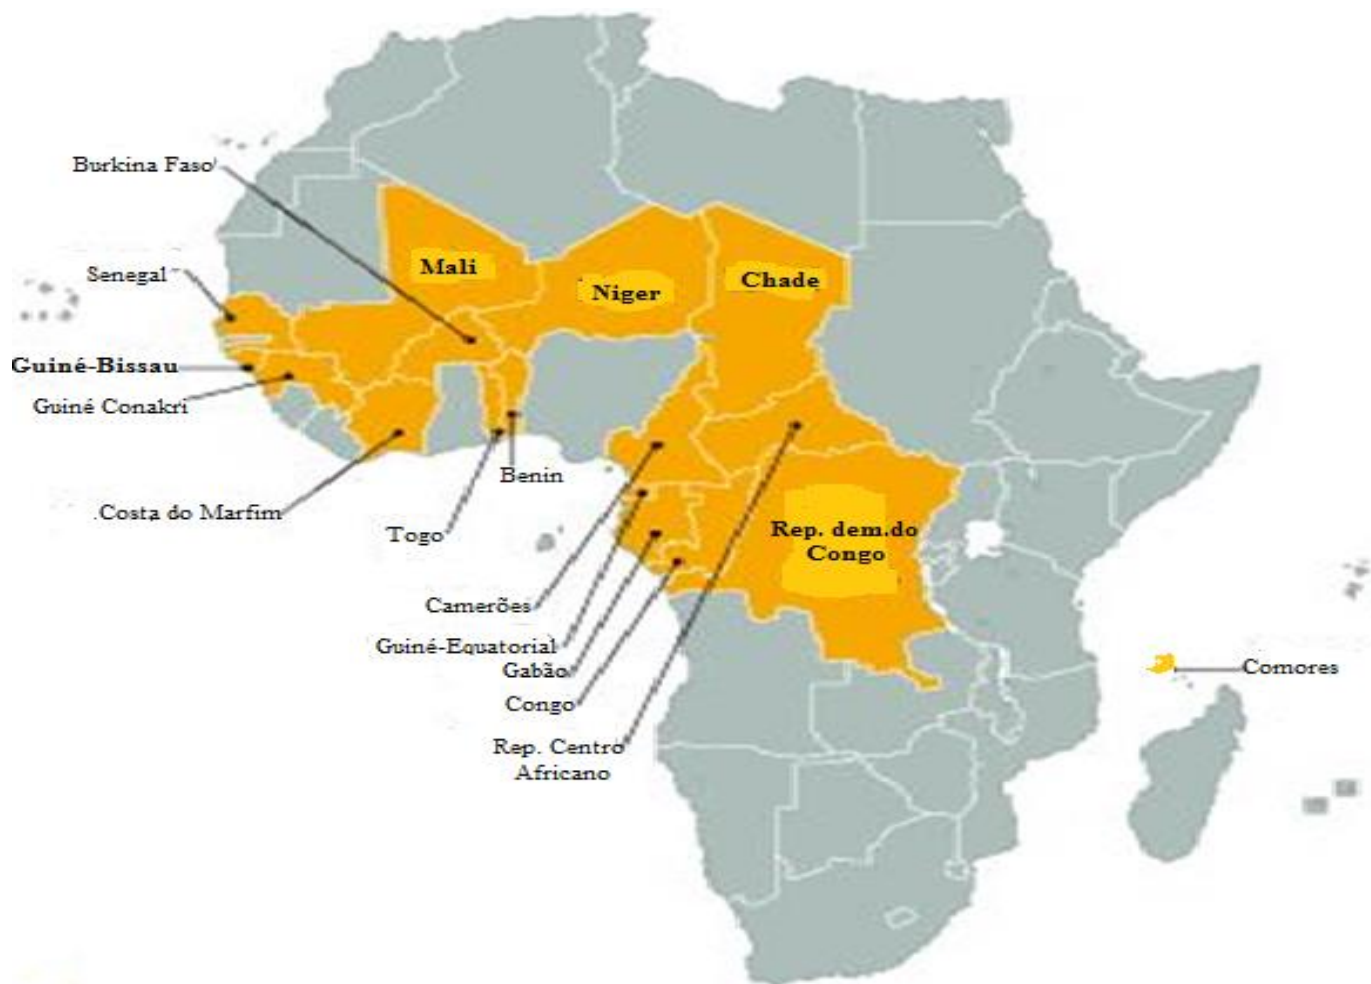 Burkina Faso
Mali
Senegal
Niger
Chade
Guiné-Bissau
Guiné Conakri
Benin
.Costa do Marfim
Togo
Rep. dem.do
Congo
Camerões
Guiné-Equatorial
Gabão
Comores
Congo
Rep. Centro
Africano